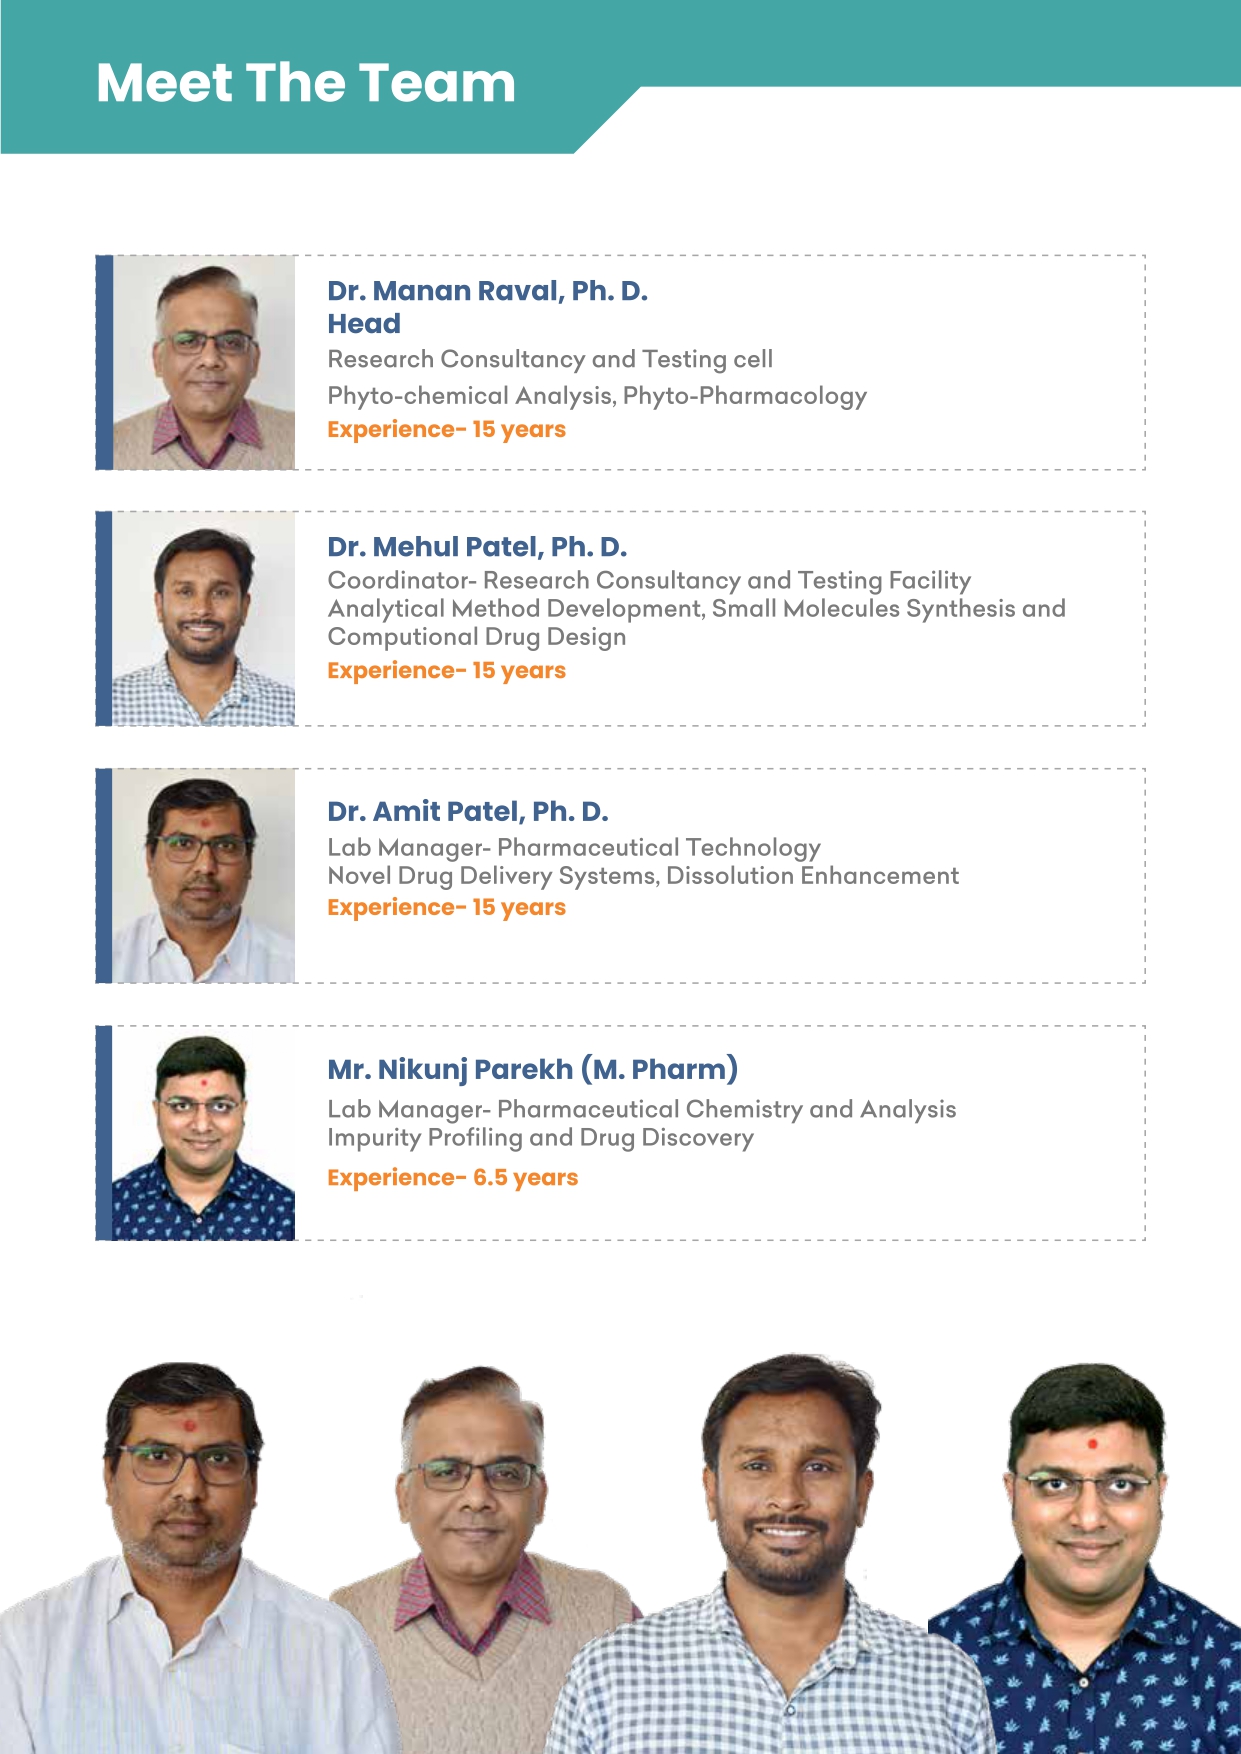 Meet The Team
Dr. Manan Raval, Ph. D.
Head
Research Consultancy and Testing cell
Phyto-chemical Analysis, Phyto-Pharmacology
Experience- 15 years
Dr. Mehul Patel, Ph. D.
Coordinator- Research Consultancy and Testing Facility
Analytical Method Development, Small Molecules Synthesis and
Computional Drug Design
Experience- 15 years
Dr. Amit Patel, Ph. D.
Lab Manager- Pharmaceutical Technology
Novel Drug Delivery Systems, Dissolution Enhancement
Experience- 15 years
Mr. Nikunj Parekh (M. Pharm)
Lab Manager- Pharmaceutical Chemistry and Analysis
Impurity Profiling and Drug Discovery
Experience- 6.5 years